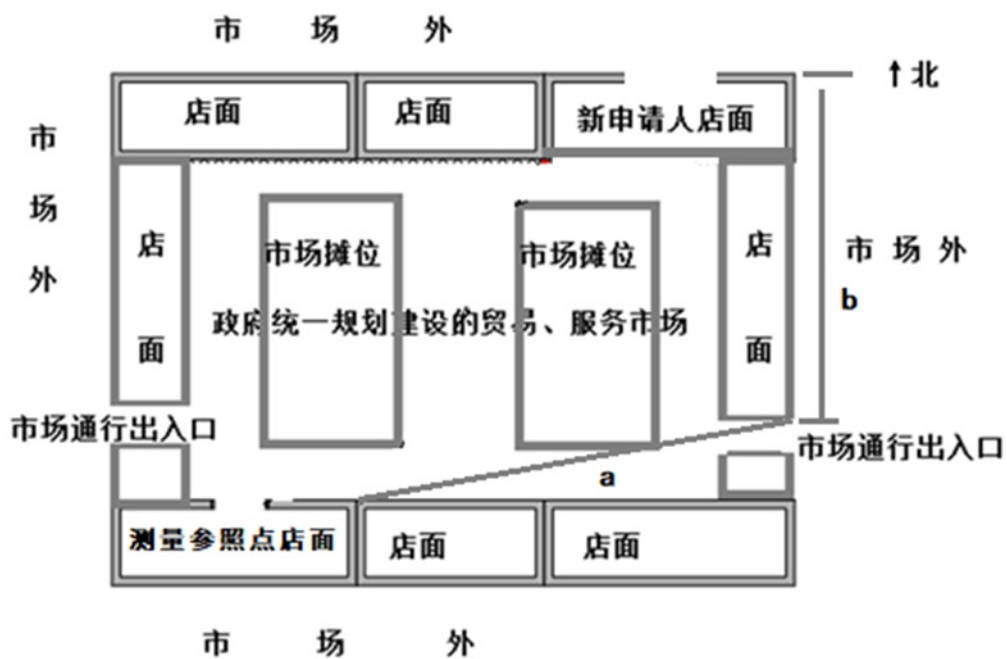 市 场 外
↑北
店面
店面
新申请人店面
市
场
外
店
面
市场摊位
市场摊位
店
面
市 场 外
b
政府统一规划建设的贸易、服务市场
市场通行出入口
市场通行出入口
a
测量参照点店面
店面
店面
市 场 外